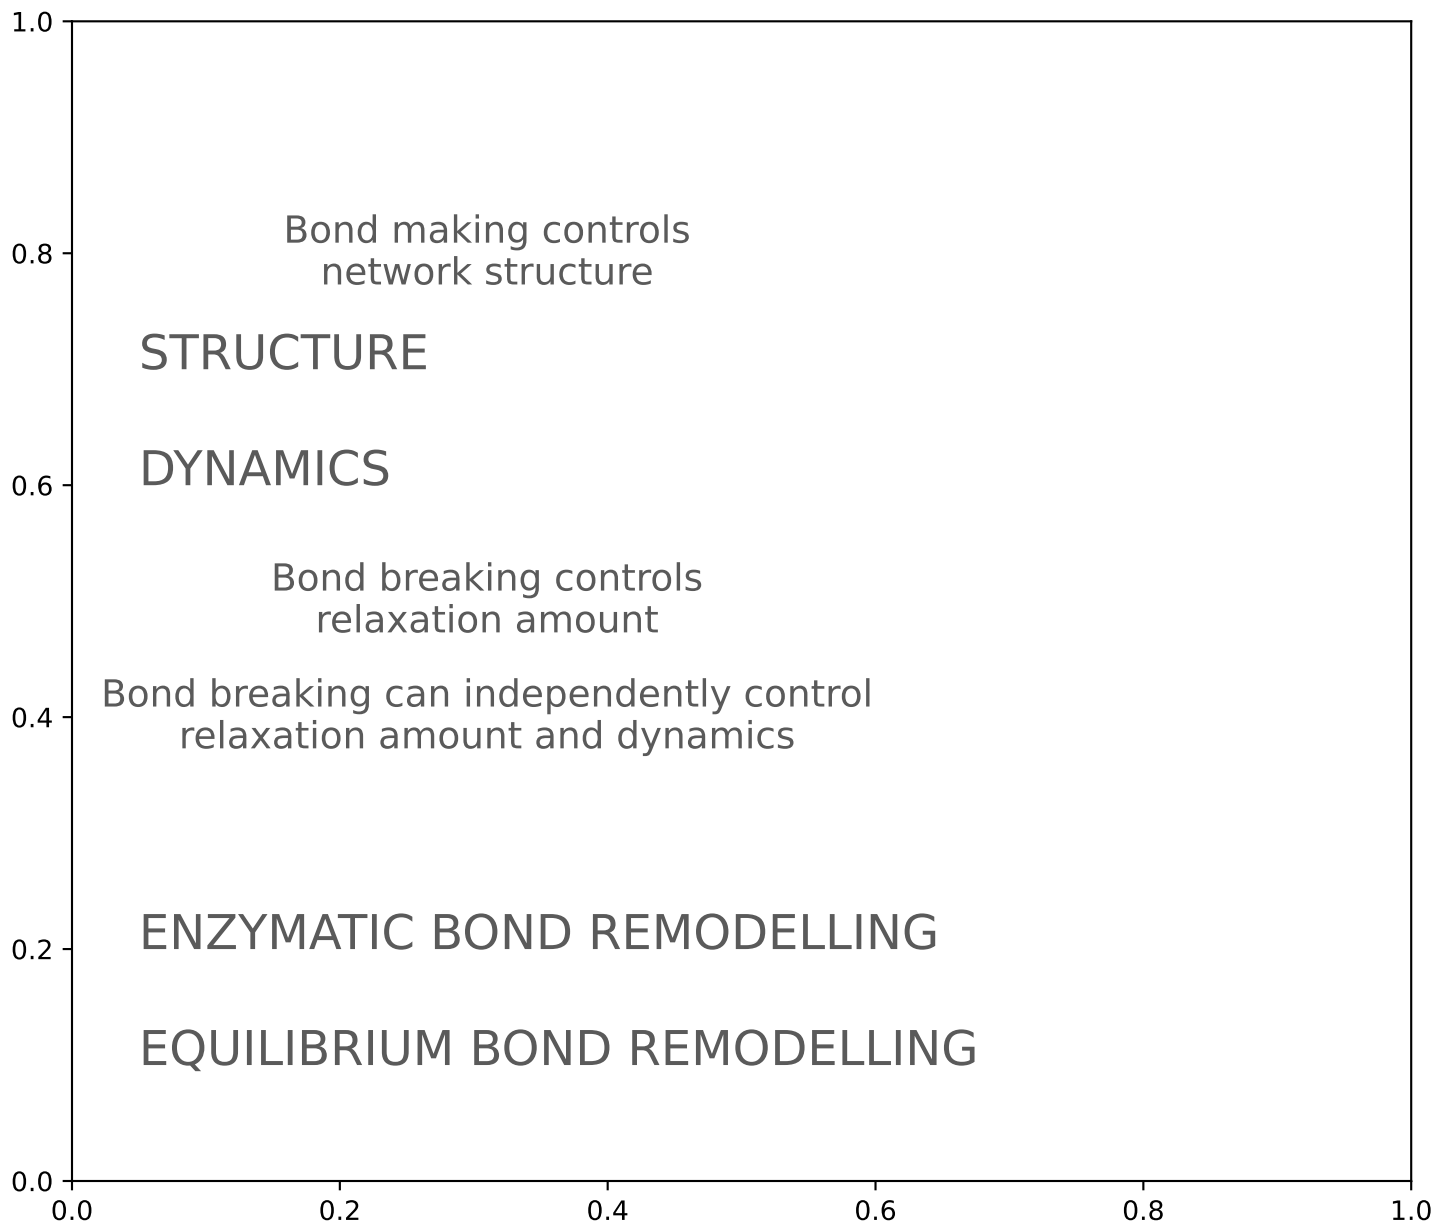 1.0
Bond making controls
0.8
network structure
STRUCTURE
DYNAMICS
0.6
Bond breaking controls
relaxation amount
Bond breaking can independently control
0.4
relaxation amount and dynamics
ENZYMATIC BOND REMODELLING
0.2
EQUILIBRIUM BOND REMODELLING
0.0
0.0 0.2 0.4 0.6 0.8 1.0